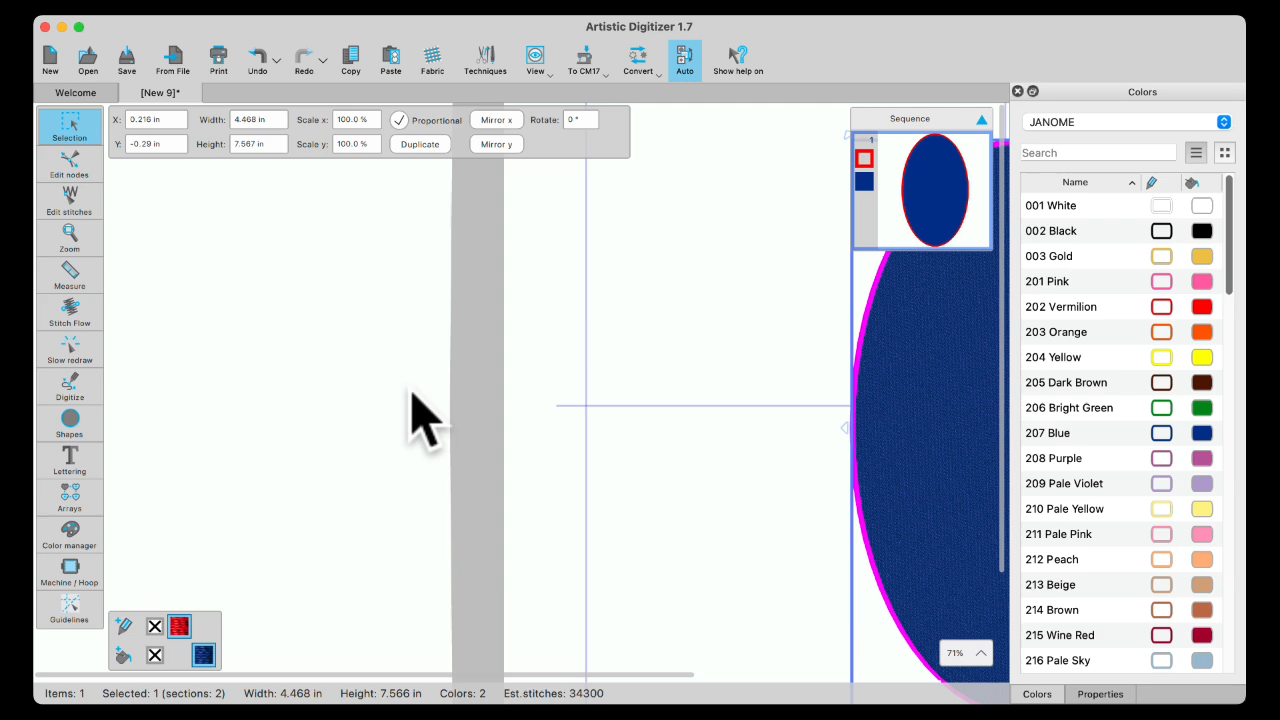 Artistic Digitizer 1.7
New Open Save From File Print Undo Redo Copy Paste Fabric Techniques View To CM17 Convert Auto Show help on
Welcome [New 9]*
Colors
X: 0.216 in Width: 4.468 in Scale x: 100.0 % Proportional Mirror x Rotate: 0 °
Y: -0.29 in Height: 7.567 in Scale y: 100.0 % Duplicate Mirror y
Sequence
1
JANOME
Search
Name
Selection
Edit nodes
Edit stitches
Zoom
Measure
Stitch Flow
Slow redraw
Digitize
Shapes
Lettering
Arrays
Color manager
Machine / Hoop
Guidelines
001 White
002 Black
003 Gold
201 Pink
202 Vermilion
203 Orange
204 Yellow
205 Dark Brown
206 Bright Green
207 Blue
208 Purple
209 Pale Violet
210 Pale Yellow
211 Pale Pink
212 Peach
213 Beige
214 Brown
215 Wine Red
216 Pale Sky
71%
Items: 1 Selected: 1 (sections: 2) Width: 4.468 in Height: 7.566 in Colors: 2 Est.stitches: 34300
Colors Properties